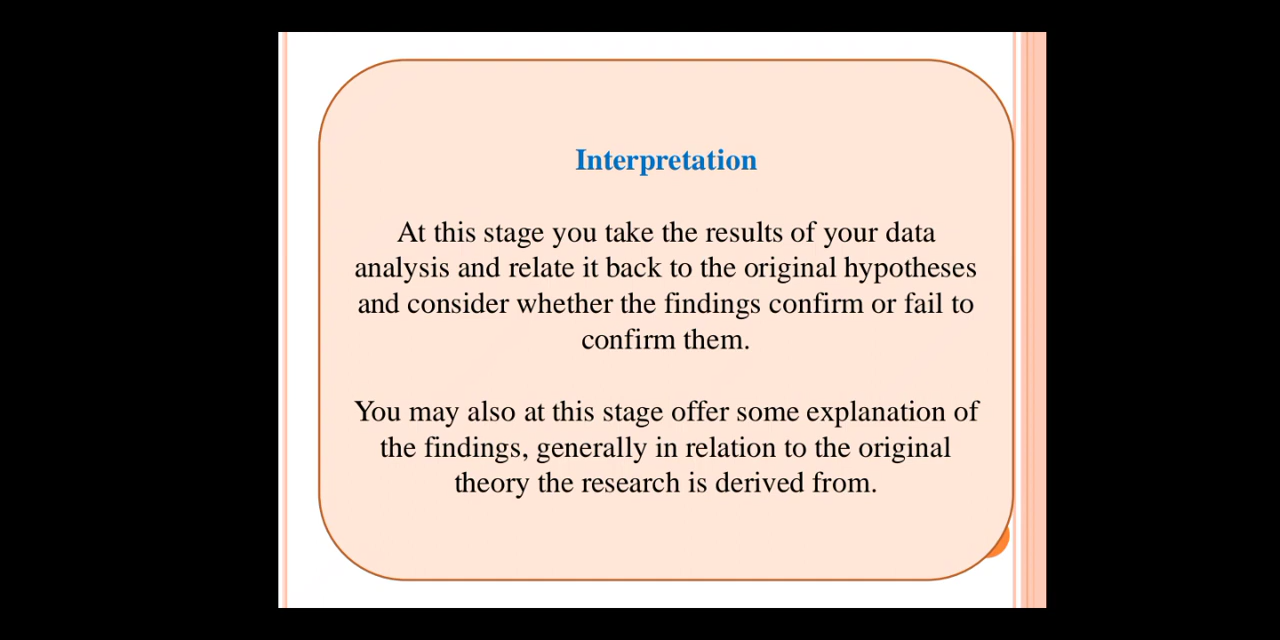 Interpretation
At this stage you take the results of your data
analysis and relate it back to the original hypotheses
and consider whether the findings confirm or fail to
confirm them.
You may also at this stage offer some explanation of
the findings, generally in relation to the original
theory the research is derived from.